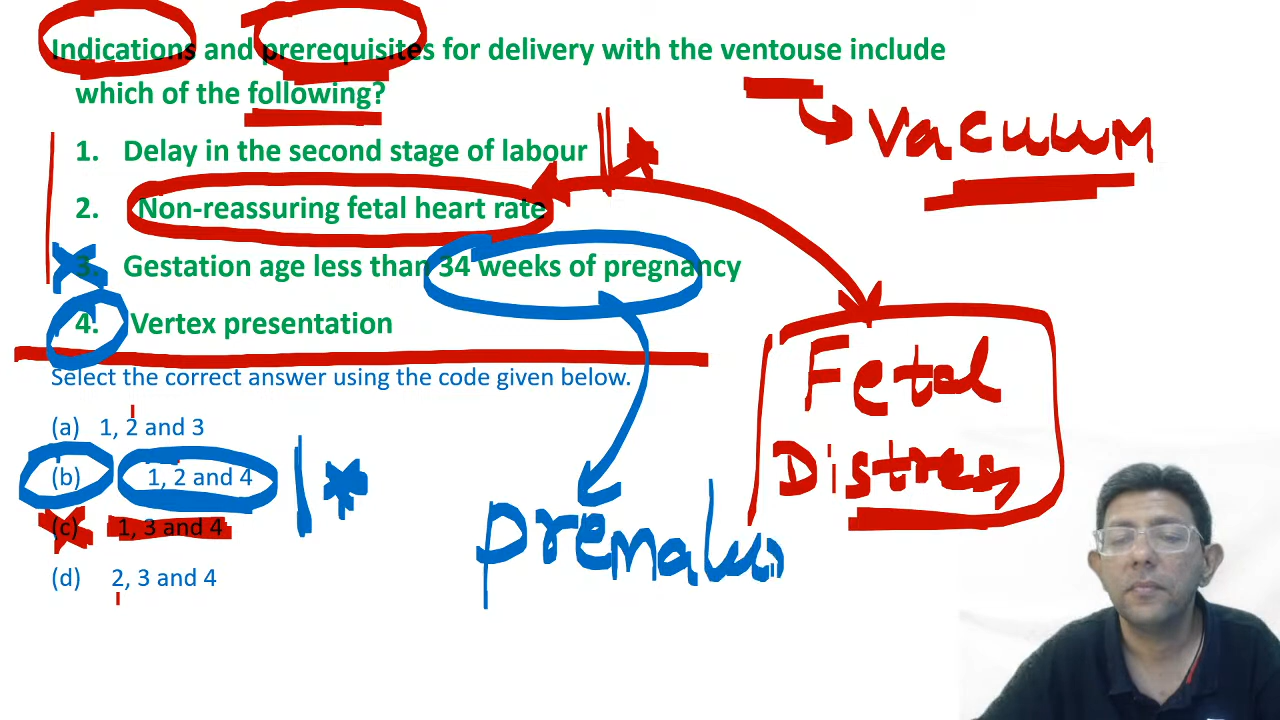 Indications and prerequisites for delivery with the ventouse include
which of the following?
vacuum
1. Delay in the second stage of labour
2. Non-reassuring fetal heart rate
3. Gestation age less than 34 weeks of pregnancy
4. Vertex presentation
Fetal
Distress
Select the correct answer using the code given below.
(a) 1, 2 and 3
(b) 1, 2 and 4
(c) 1, 3 and 4
(d) 2, 3 and 4